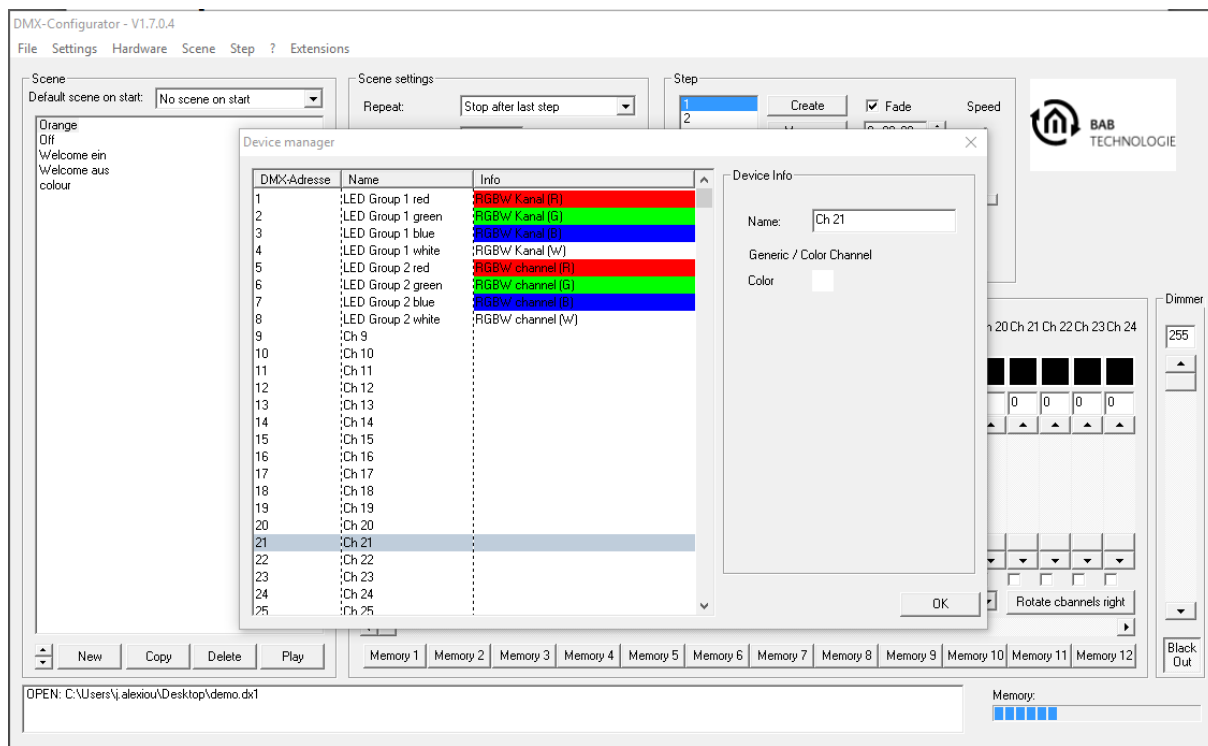 DMX-Configurator - V1.7.0.4
File Settings Hardware Scene Step ? Extensions
Scene
Default scene on start: No scene on start
Orange
Off
Welcome ein
Welcome aus
colour
New Copy Delete Play
Scene settings
Repeat: Stop after last step
Step
1
2
Create
Fade
Speed
BAB
TECHNOLOGIE
Device manager
DMX-Adresse Name Info
1 LED Group 1 red RGBW Kanal (R)
2 LED Group 1 green RGBW Kanal (G)
3 LED Group 1 blue RGBW Kanal (B)
4 LED Group 1 white RGBW Kanal (W)
5 LED Group 2 red RGBW channel (R)
6 LED Group 2 green RGBW channel (G)
7 LED Group 2 blue RGBW channel (B)
8 LED Group 2 white RGBW channel (W)
9 Ch 9
10 Ch 10
11 Ch 11
12 Ch 12
13 Ch 13
14 Ch 14
15 Ch 15
16 Ch 16
17 Ch 17
18 Ch 18
19 Ch 19
20 Ch 20
21 Ch 21
22 Ch 22
23 Ch 23
24 Ch 24
25 Ch 25
Device Info
Name: Ch 21
Generic / Color Channel
Color
OK
20 Ch 21 Ch 22 Ch 23 Ch 24
0 0 0 0
Rotate cbannels right
Dimmer
255
Black
Out
Memory 1 Memory 2 Memory 3 Memory 4 Memory 5 Memory 6 Memory 7 Memory 8 Memory 9 Memory 10 Memory 11 Memory 12
OPEN: C:\Users\j.alexiou\Desktop\demo.dx1
Memory: